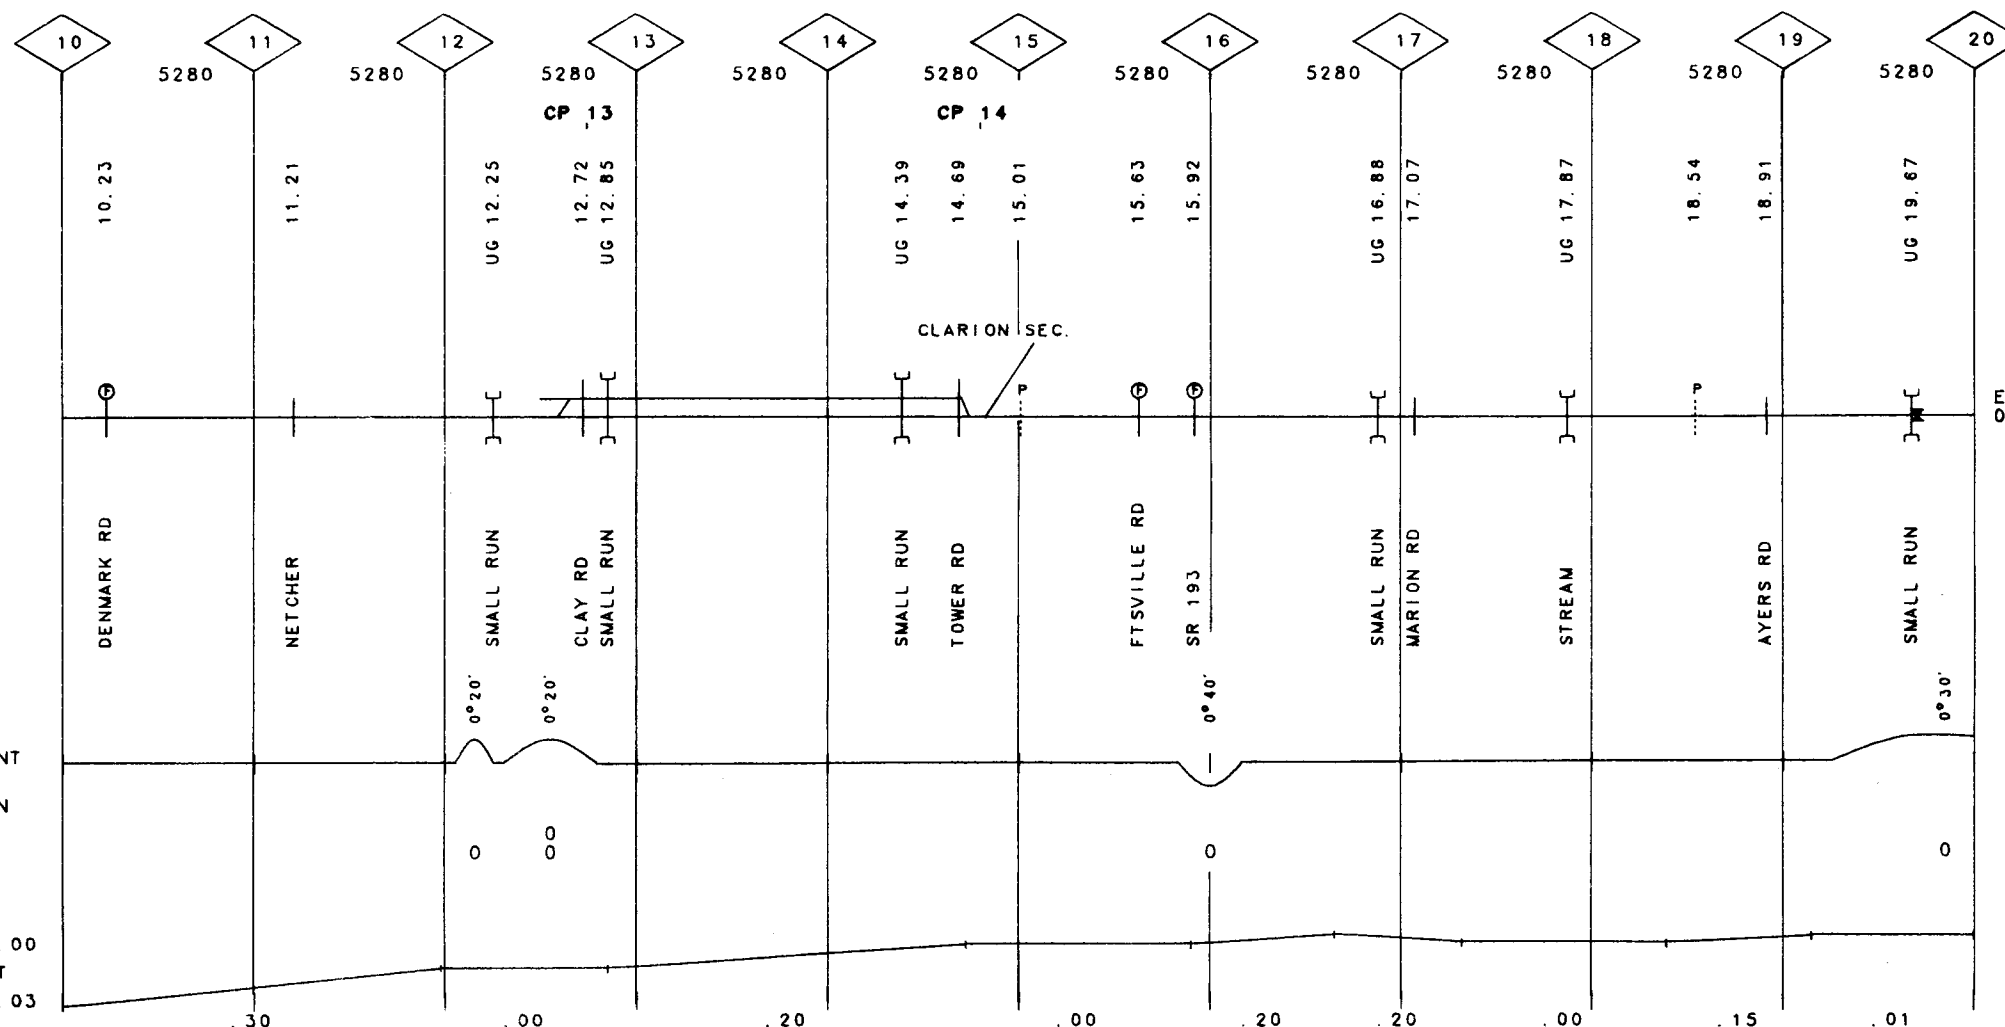 10 11 12 13 14 15 16 17 18 19 20
5280 5280 5280 5280 5280 5280 5280 5280 5280 5280
CP 13 CP 14
10.23
11.21
UG 12.25
12.72
UG 12.85
UG 14.39
14.69
15.01
15.63
15.92
UG 16.88
17.07
UG 17.87
18.54
18.91
UG 19.67
CLARION SEC.
F P F F P
E
O
P
DENMARK RD
NETCHER
SMALL RUN
CLAY RD
SMALL RUN
SMALL RUN
TOWER RD
FTSVILLE RD
SR 193
SMALL RUN
MARION RD
STREAM
AYERS RD
SMALL RUN
0°20'
0°20'
0°40'
0°30'
NT
N
0
0 0 0 0
00
T
03
.30 .00 .20 .00 .20 .20 .00 .15 .01